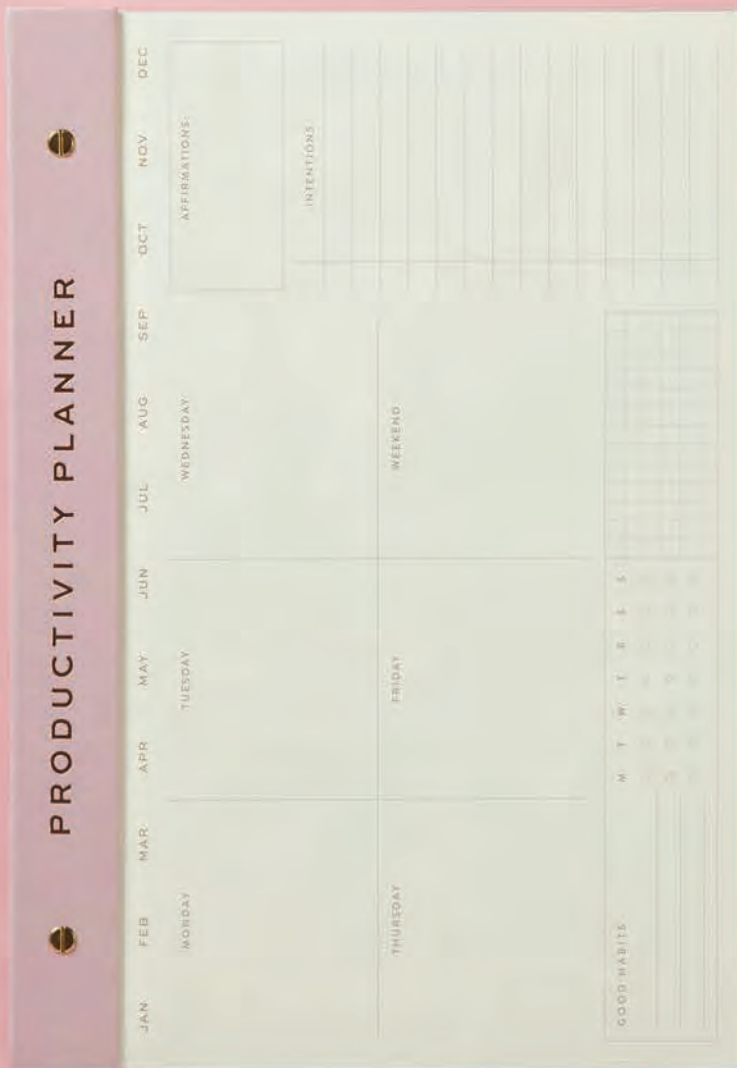 PRODUCTIVITY PLANNER
JAN FEB MAR APR MAY JUN JUL AUG SEP OCT NOV DEC
MONDAY TUESDAY WEDNESDAY AFFIRMATIONS
INTENTIONS
THURSDAY FRIDAY WEEKEND
GOOD HABITS M T W T F S S